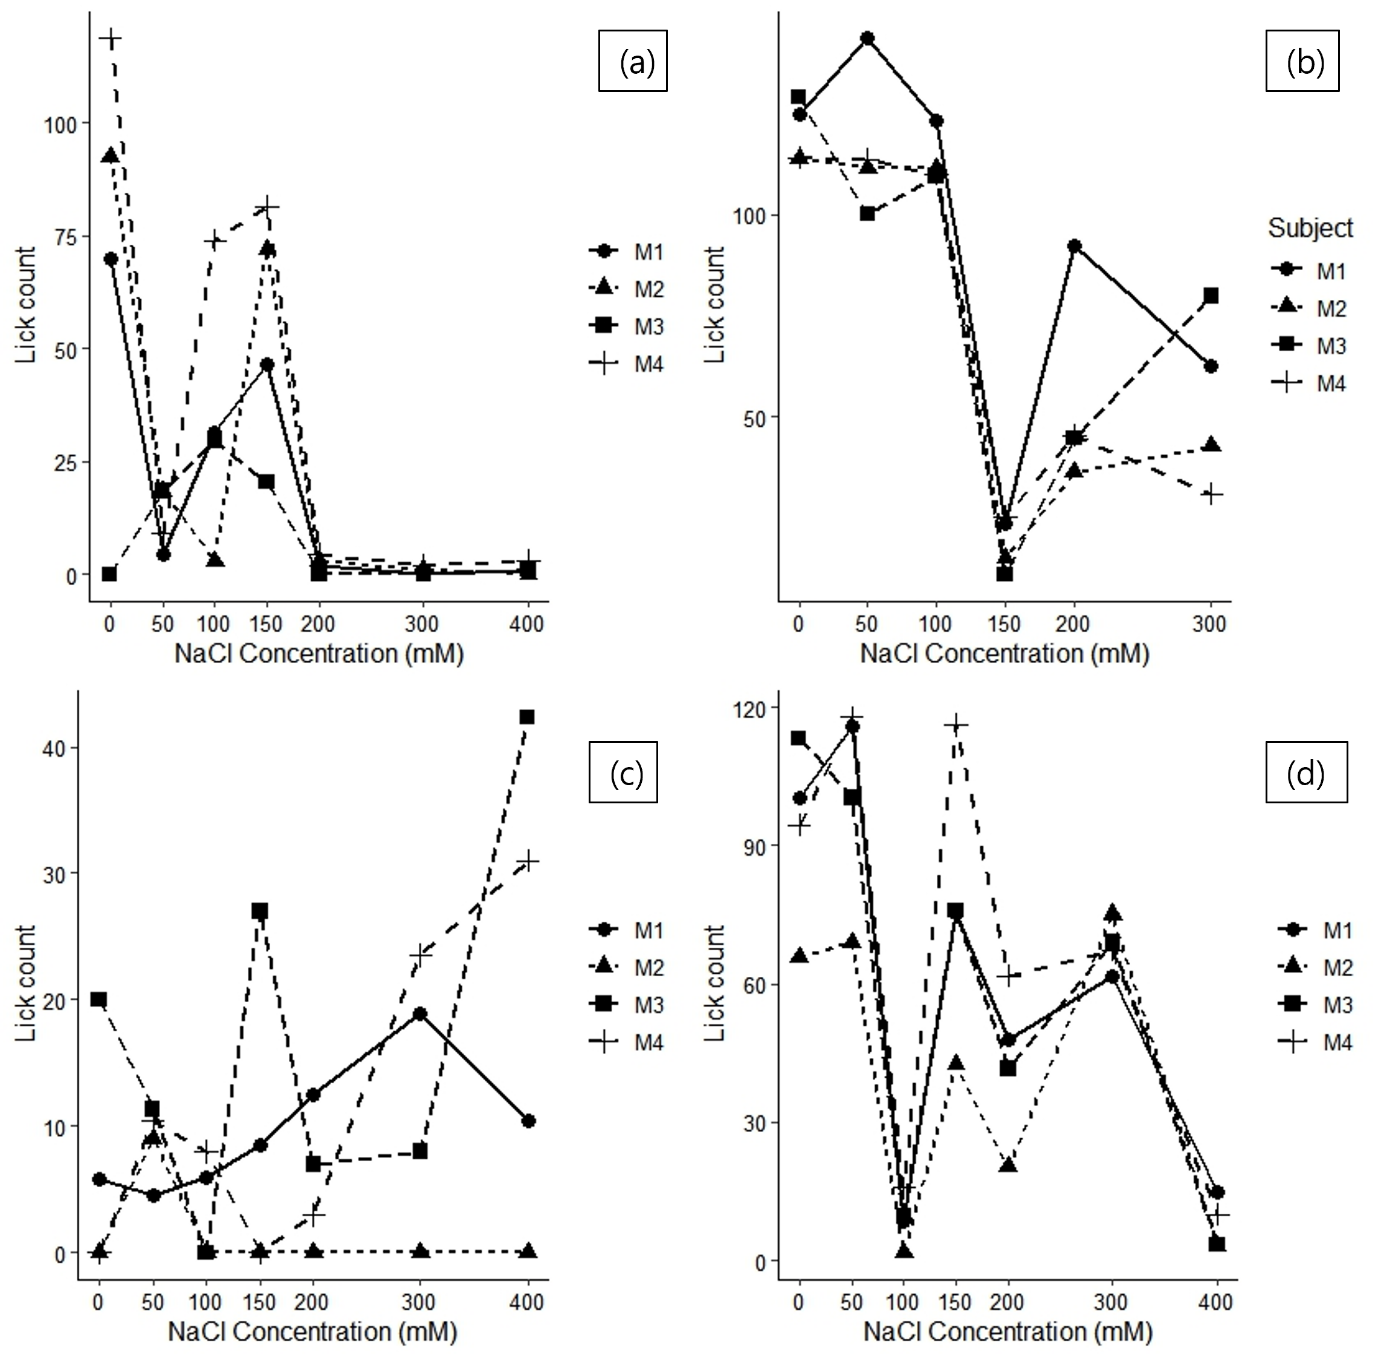 (a)
100
75
50
25
0
Lick count
0 50 100 150 200 300 400
NaCl Concentration (mM)
M1
M2
M3
M4
(b)
100
50
Lick count
0 50 100 150 200 300
NaCl Concentration (mM)
Subject
M1
M2
M3
M4
(c)
40
30
20
10
0
Lick count
0 50 100 150 200 300 400
NaCl Concentration (mM)
M1
M2
M3
M4
(d)
120
90
60
30
0
Lick count
0 50 100 150 200 300 400
NaCl Concentration (mM)
M1
M2
M3
M4